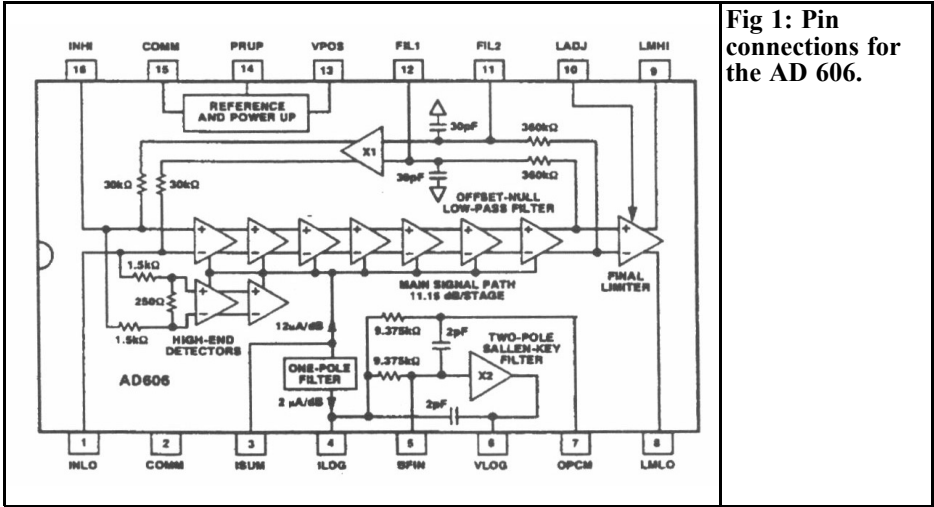 Fig 1: Pin
connections for
the AD 606.
INHI COMM PRUP VPOS FIL1 FIL2 LADJ LMHI
16 15 14 13 12 11 10 9
REFERENCE
AND POWER UP
30pF
360kΩ
X1
30kΩ 30kΩ
30pF
360kΩ
OFFSET-NULL
LOW-PASS FILTER
+ + + + + + + +
− − − − − − − −
FINAL
LIMITER
1.5kΩ
250Ω
+ +
− −
1.5kΩ
HIGH-END
DETECTORS
MAIN SIGNAL PATH
11.15 dB/STAGE
12µA/dB
9.375kΩ
2pF
TWO-POLE
SALLEN-KEY
FILTER
9.375kΩ
X2
ONE-POLE
FILTER
AD606
2 µA/dB
2pF
1 2 3 4 5 6 7 8
INLO COMM ISUM ILOG BFIN VLOG OPCM LMLO